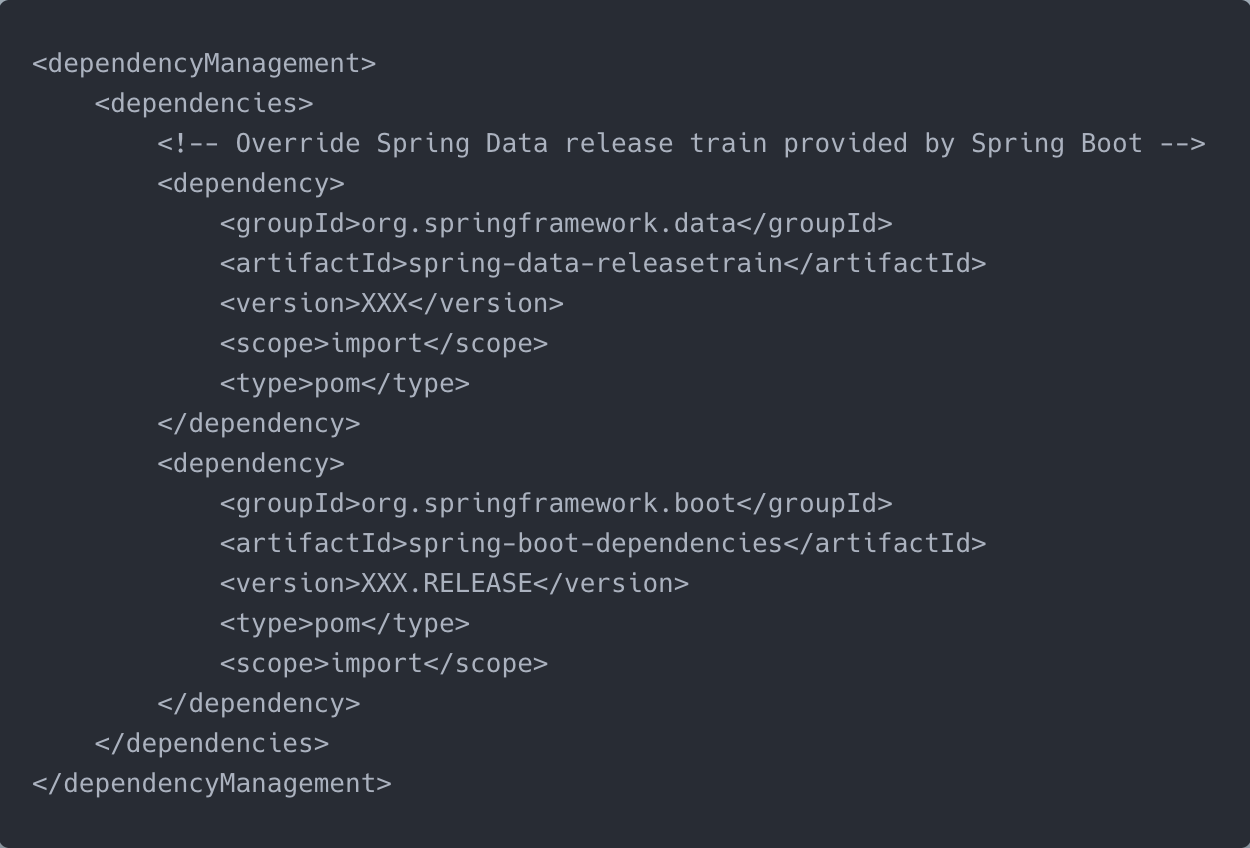 <dependencyManagement>
    <dependencies>
        <!-- Override Spring Data release train provided by Spring Boot -->
        <dependency>
            <groupId>org.springframework.data</groupId>
            <artifactId>spring-data-releasetrain</artifactId>
            <version>XXX</version>
            <scope>import</scope>
            <type>pom</type>
        </dependency>
        <dependency>
            <groupId>org.springframework.boot</groupId>
            <artifactId>spring-boot-dependencies</artifactId>
            <version>XXX.RELEASE</version>
            <type>pom</type>
            <scope>import</scope>
        </dependency>
    </dependencies>
</dependencyManagement>